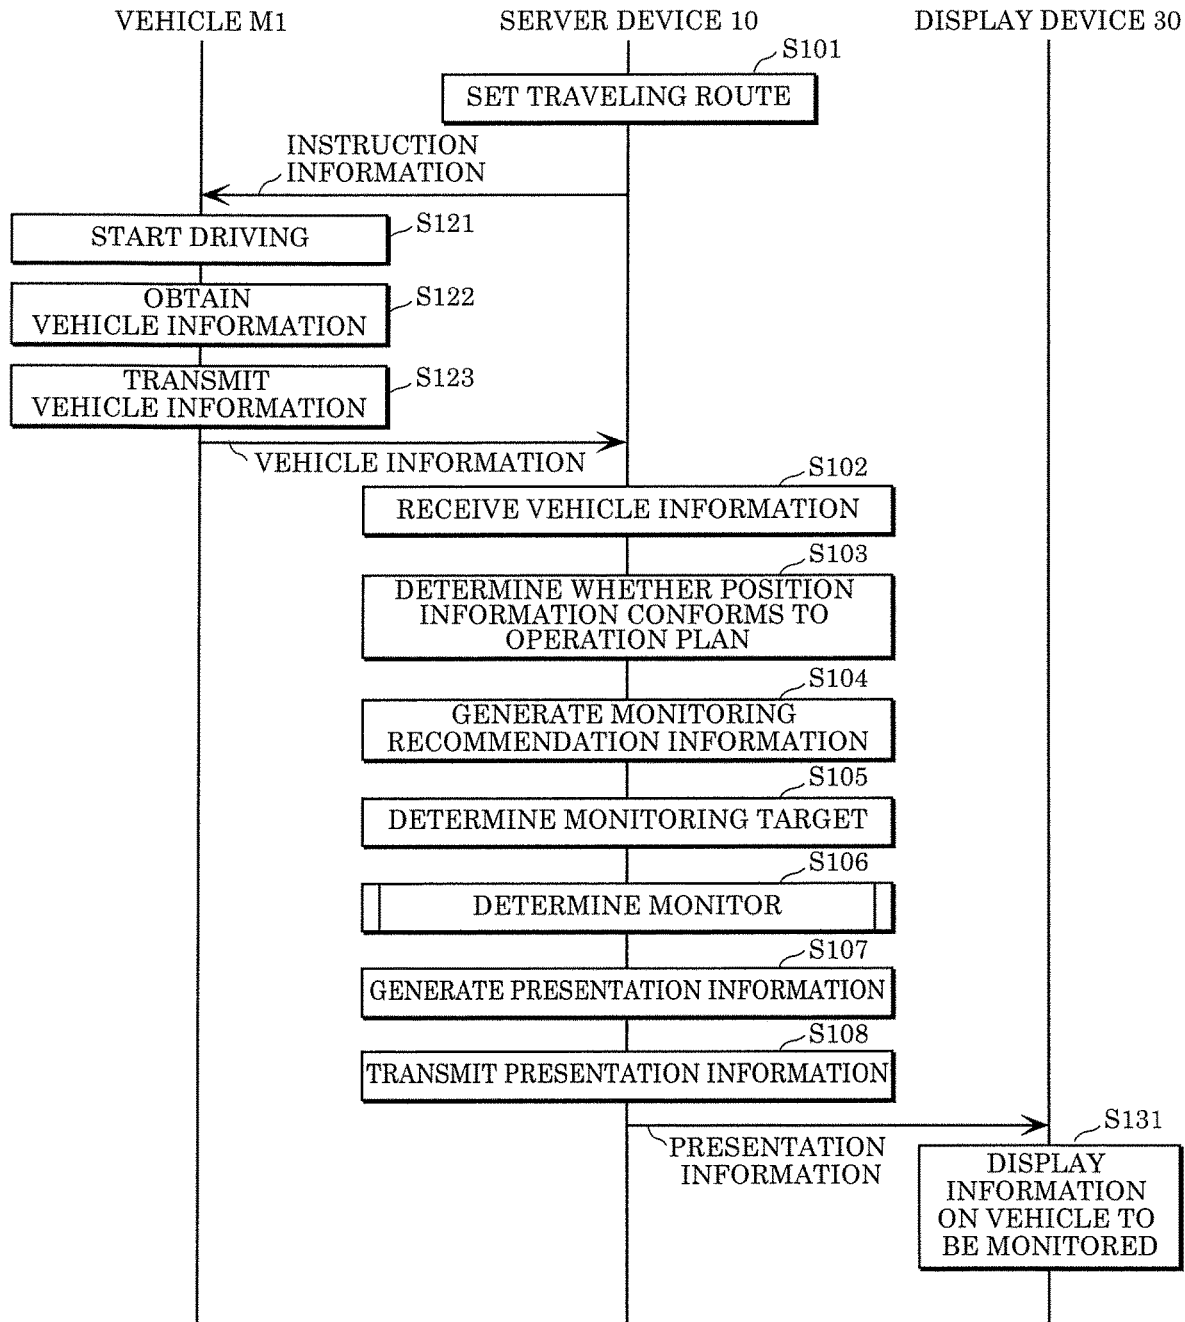 VEHICLE M1
SERVER DEVICE 10
DISPLAY DEVICE 30
S101
SET TRAVELING ROUTE
INSTRUCTION
INFORMATION
START DRIVING
S121
OBTAIN
VEHICLE INFORMATION
S122
TRANSMIT
VEHICLE INFORMATION
S123
VEHICLE INFORMATION
S102
RECEIVE VEHICLE INFORMATION
S103
DETERMINE WHETHER POSITION
INFORMATION CONFORMS TO
OPERATION PLAN
S104
GENERATE MONITORING
RECOMMENDATION INFORMATION
S105
DETERMINE MONITORING TARGET
S106
DETERMINE MONITOR
S107
GENERATE PRESENTATION INFORMATION
S108
TRANSMIT PRESENTATION INFORMATION
PRESENTATION
INFORMATION
S131
DISPLAY
INFORMATION
ON VEHICLE TO
BE MONITORED